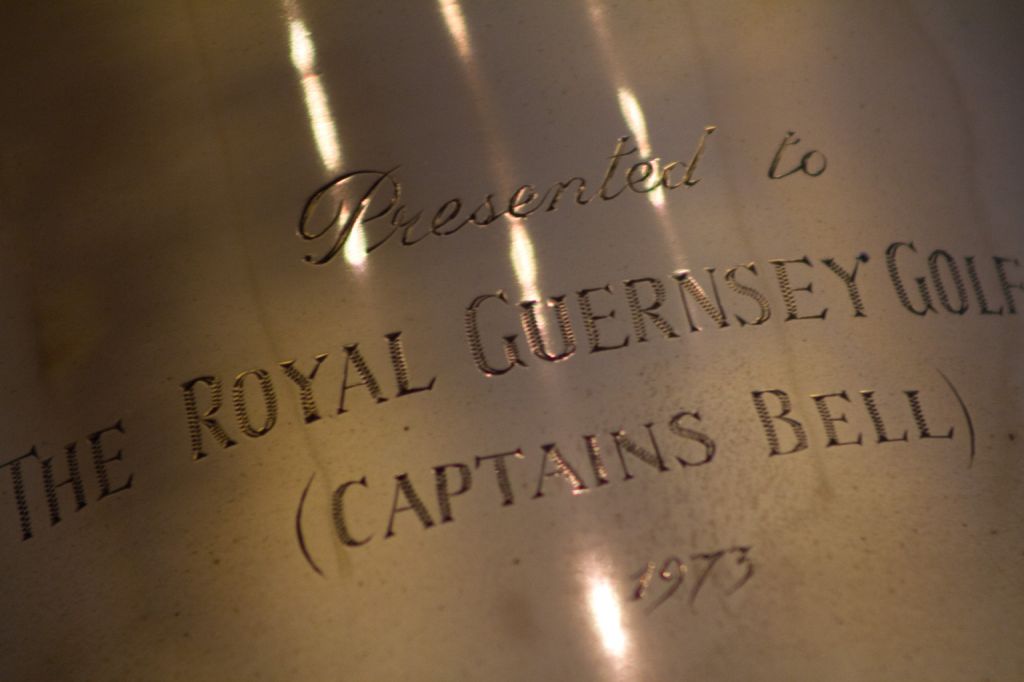 Presented to
THE ROYAL GUERNSEY GOLF
(CAPTAINS BELL)
1973